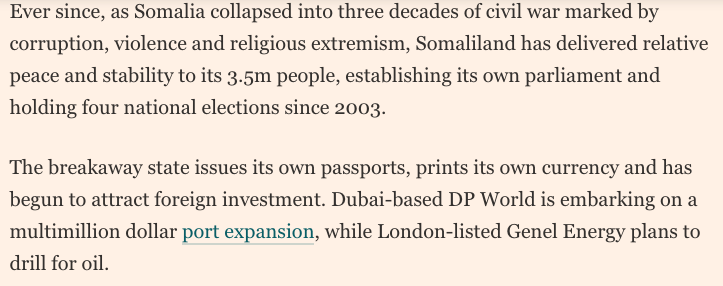 Ever since, as Somalia collapsed into three decades of civil war marked by
corruption, violence and religious extremism, Somaliland has delivered relative
peace and stability to its 3.5m people, establishing its own parliament and
holding four national elections since 2003.
The breakaway state issues its own passports, prints its own currency and has
begun to attract foreign investment. Dubai-based DP World is embarking on a
multimillion dollar port expansion, while London-listed Genel Energy plans to
drill for oil.